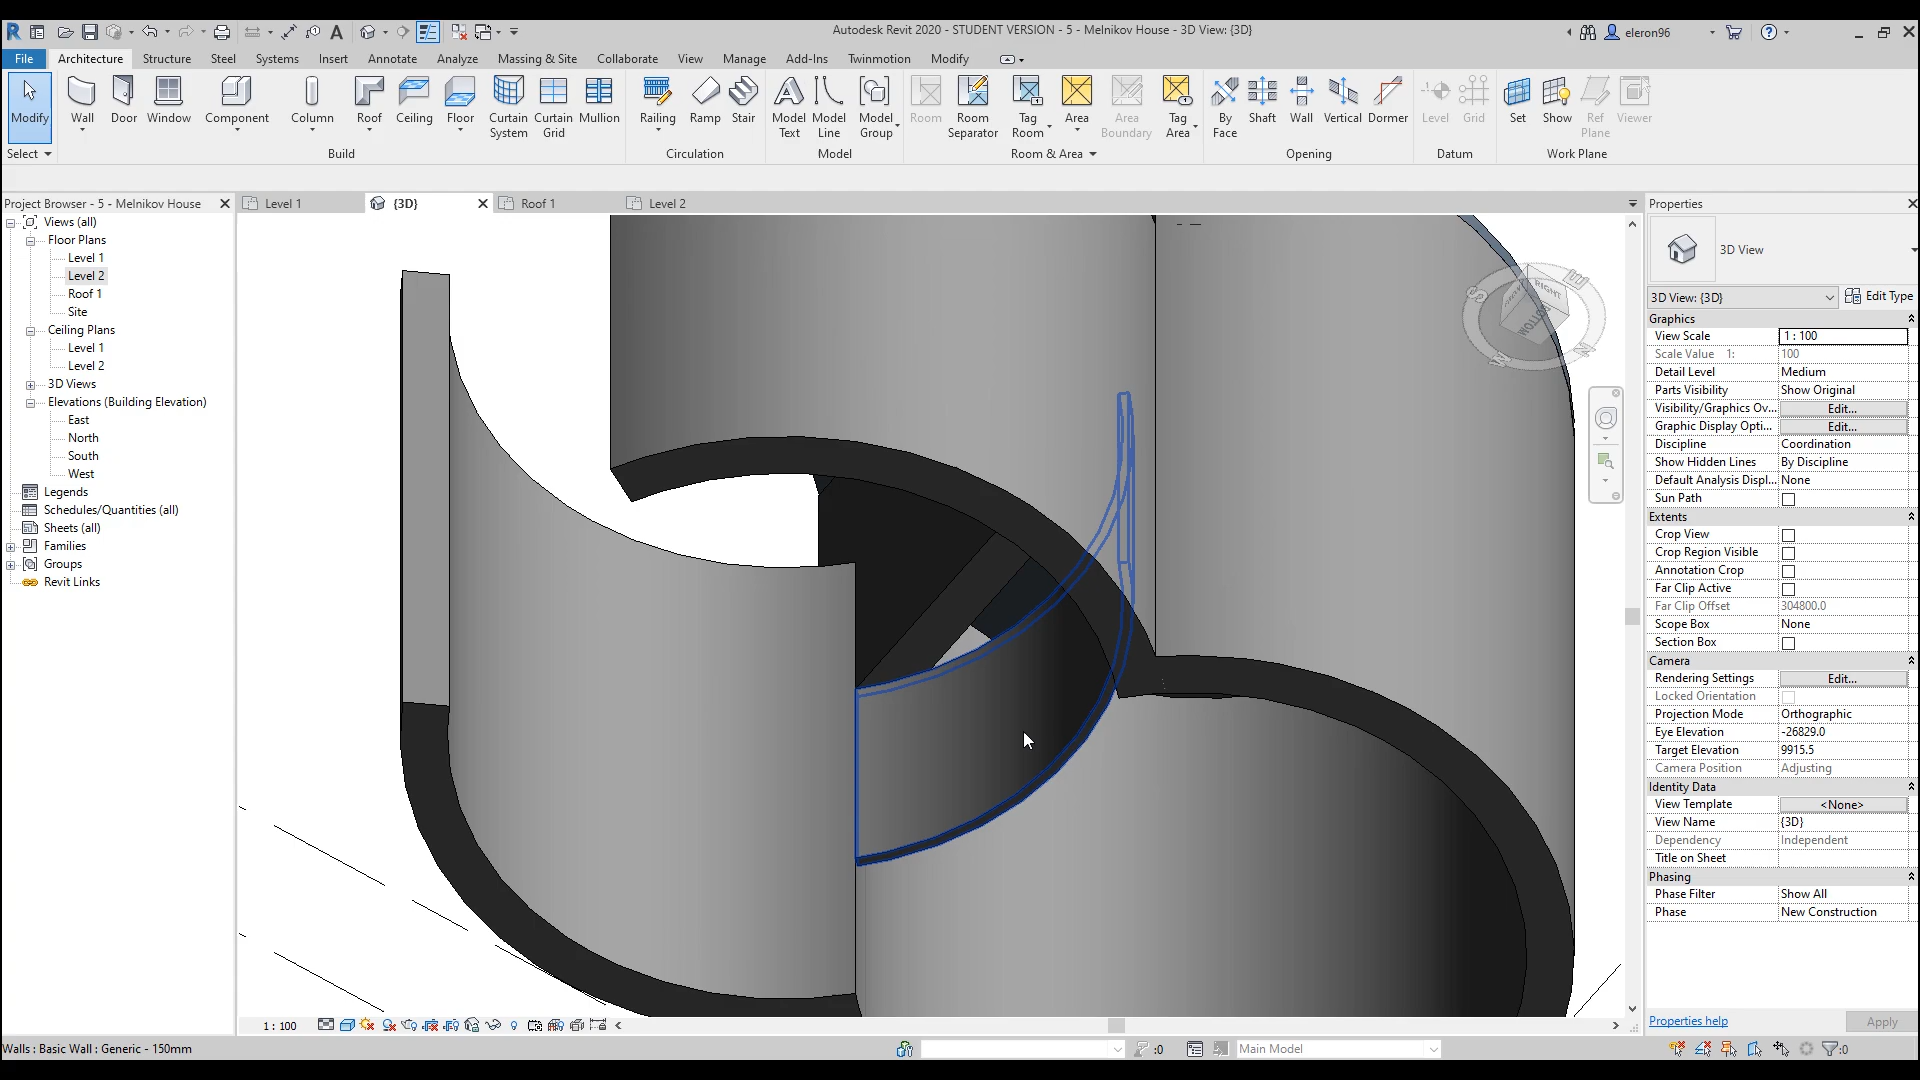 Autodesk Revit 2020 - STUDENT VERSION - 5 - Melnikov House - 3D View: {3D}
eleron96
File
Architecture
Structure
Steel
Systems
Insert
Annotate
Analyze
Massing & Site
Collaborate
View
Manage
Add-Ins
Twinmotion
Modify
Modify
Wall
Door
Window
Component
Column
Roof
Ceiling
Floor
Curtain System
Curtain Grid
Mullion
Railing
Ramp
Stair
Model Text
Model Line
Model Group
Room
Room Separator
Tag Room
Area
Area Boundary
Tag Area
By Face
Shaft
Wall
Vertical
Dormer
Level
Grid
Set
Show
Ref Plane
Viewer
Select
Build
Circulation
Model
Room & Area
Opening
Datum
Work Plane
Project Browser - 5 - Melnikov House
Views (all)
Floor Plans
Level 1
Level 2
Roof 1
Site
Ceiling Plans
Level 1
Level 2
3D Views
Elevations (Building Elevation)
East
North
South
West
Legends
Schedules/Quantities (all)
Sheets (all)
Families
Groups
Revit Links
Level 1
{3D}
Roof 1
Level 2
RIGHT
BOTTOM
S
E
W
N
Properties
3D View
3D View: {3D}
Edit Type
Graphics
View Scale 1 : 100
Scale Value 1: 100
Detail Level Medium
Parts Visibility Show Original
Visibility/Graphics Ov... Edit...
Graphic Display Opti... Edit...
Discipline Coordination
Show Hidden Lines By Discipline
Default Analysis Displ... None
Sun Path
Extents
Crop View
Crop Region Visible
Annotation Crop
Far Clip Active
Far Clip Offset 304800.0
Scope Box None
Section Box
Camera
Rendering Settings Edit...
Locked Orientation
Projection Mode Orthographic
Eye Elevation -26829.0
Target Elevation 9915.5
Camera Position Adjusting
Identity Data
View Template <None>
View Name {3D}
Dependency Independent
Title on Sheet
Phasing
Phase Filter Show All
Phase New Construction
Properties help
Apply
1 : 100
Walls : Basic Wall : Generic - 150mm
:0
Main Model
:0